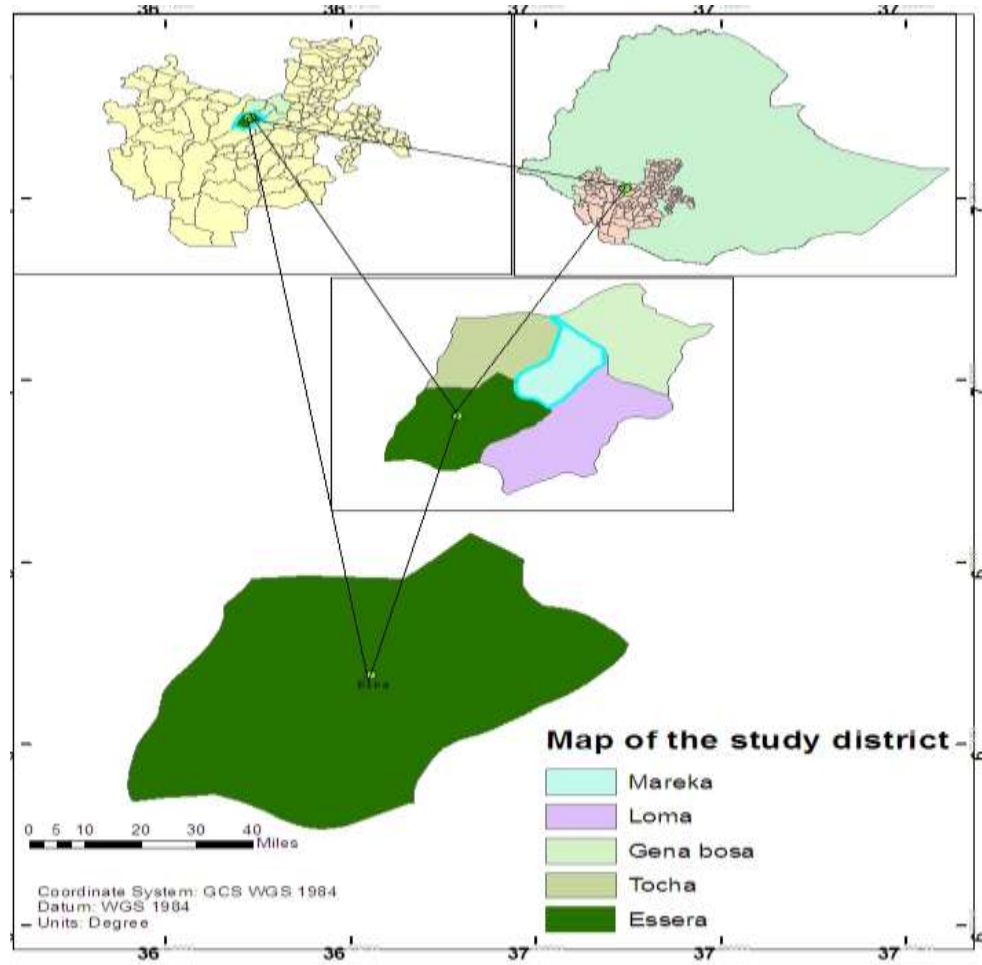 36 36 37 37 37
7
7
Map of the study district
Mareka
Loma
Gena bosa
Tocha
Essera
0 5 10 20 30 40
Miles
Coordinate System: GCS WGS 1984
Datum: WGS 1984
Units: Degree
36 36 37 37 37